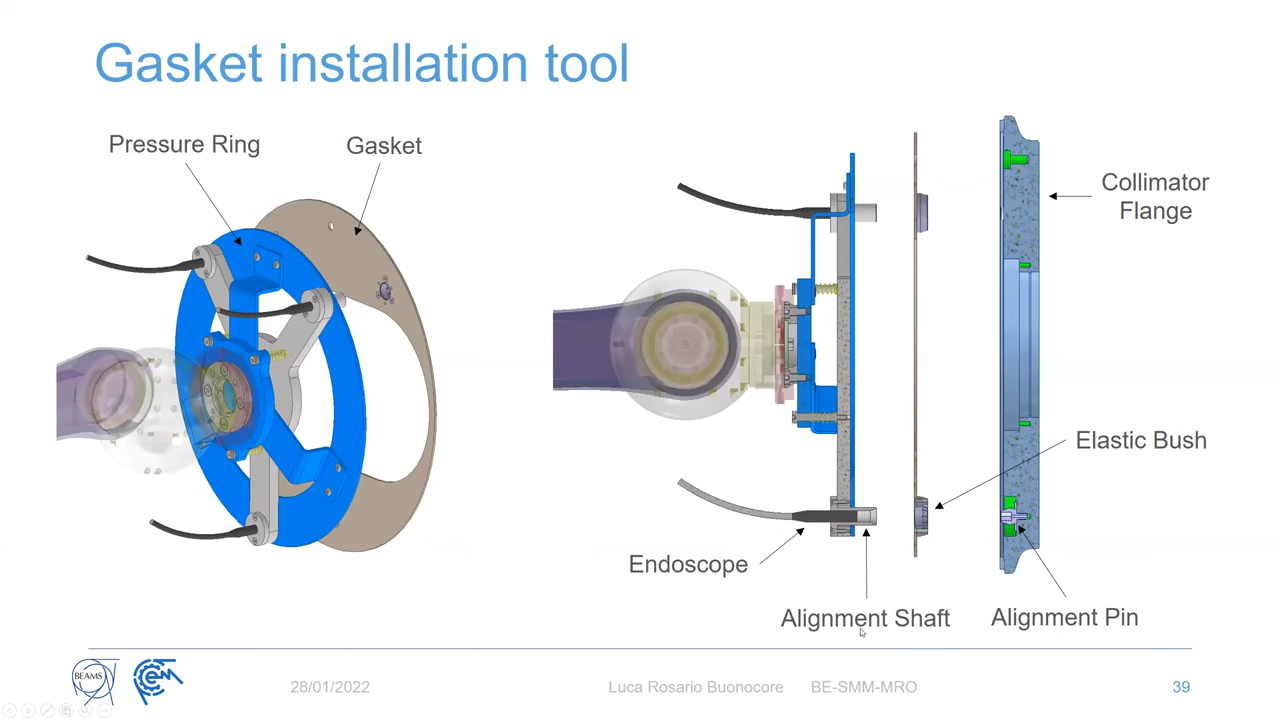 Gasket installation tool
Pressure Ring
Gasket
Collimator
Flange
Elastic Bush
Endoscope
Alignment Shaft
Alignment Pin
BEAMS
28/01/2022
Luca Rosario Buonocore
BE-SMM-MRO
39